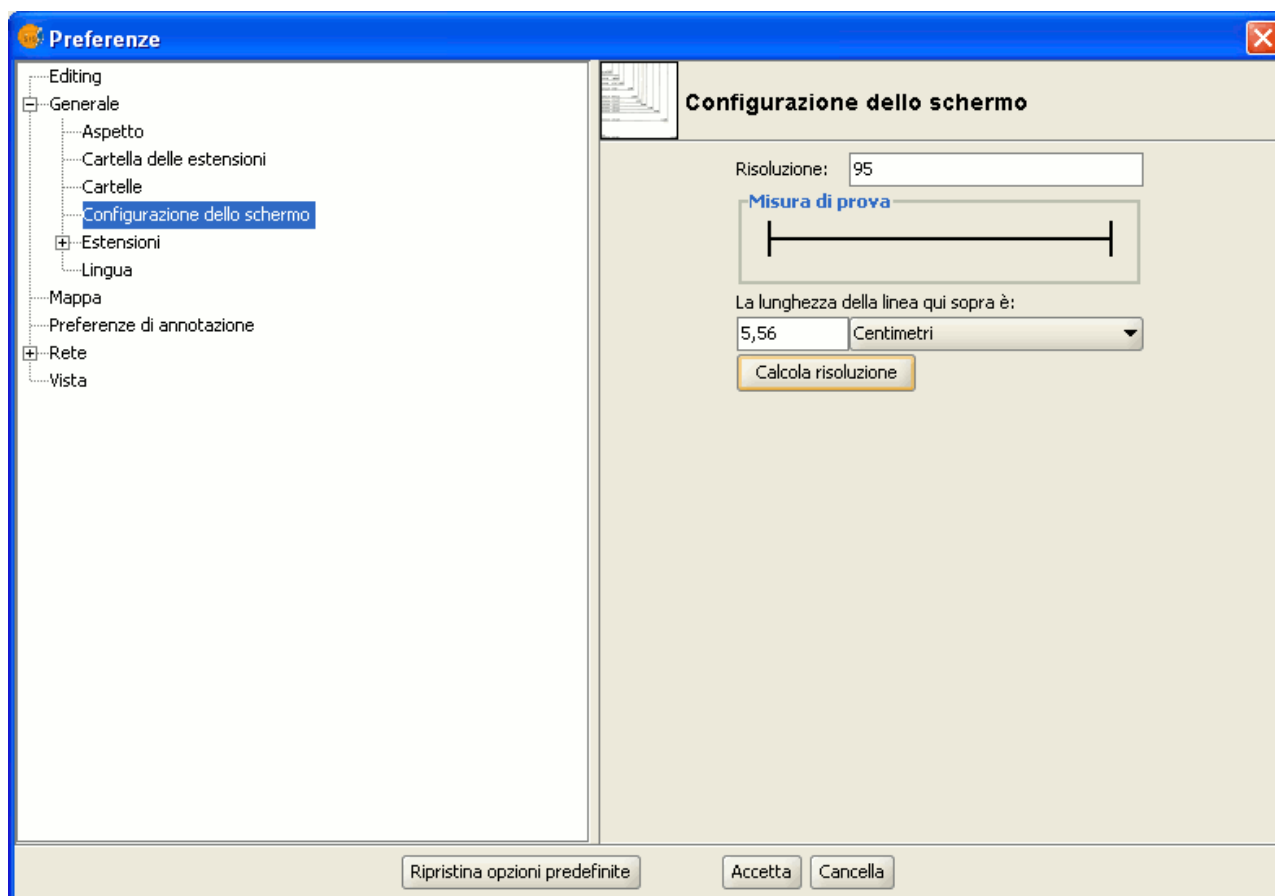 Preferenze
Editing
Generale
Aspetto
Cartella delle estensioni
Cartelle
Configurazione dello schermo
Estensioni
Lingua
Mappa
Preferenze di annotazione
Rete
Vista
Configurazione dello schermo
Risoluzione: 95
Misura di prova
La lunghezza della linea qui sopra è:
5,56 Centimetri
Calcola risoluzione
Ripristina opzioni predefinite Accetta Cancella